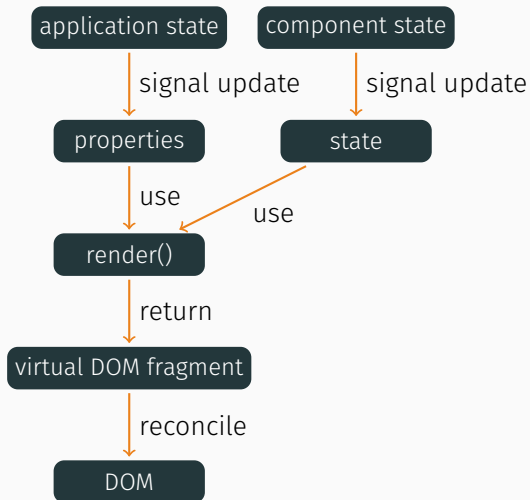 application state
component state
signal update
signal update
properties
state
use
use
render()
return
virtual DOM fragment
reconcile
DOM